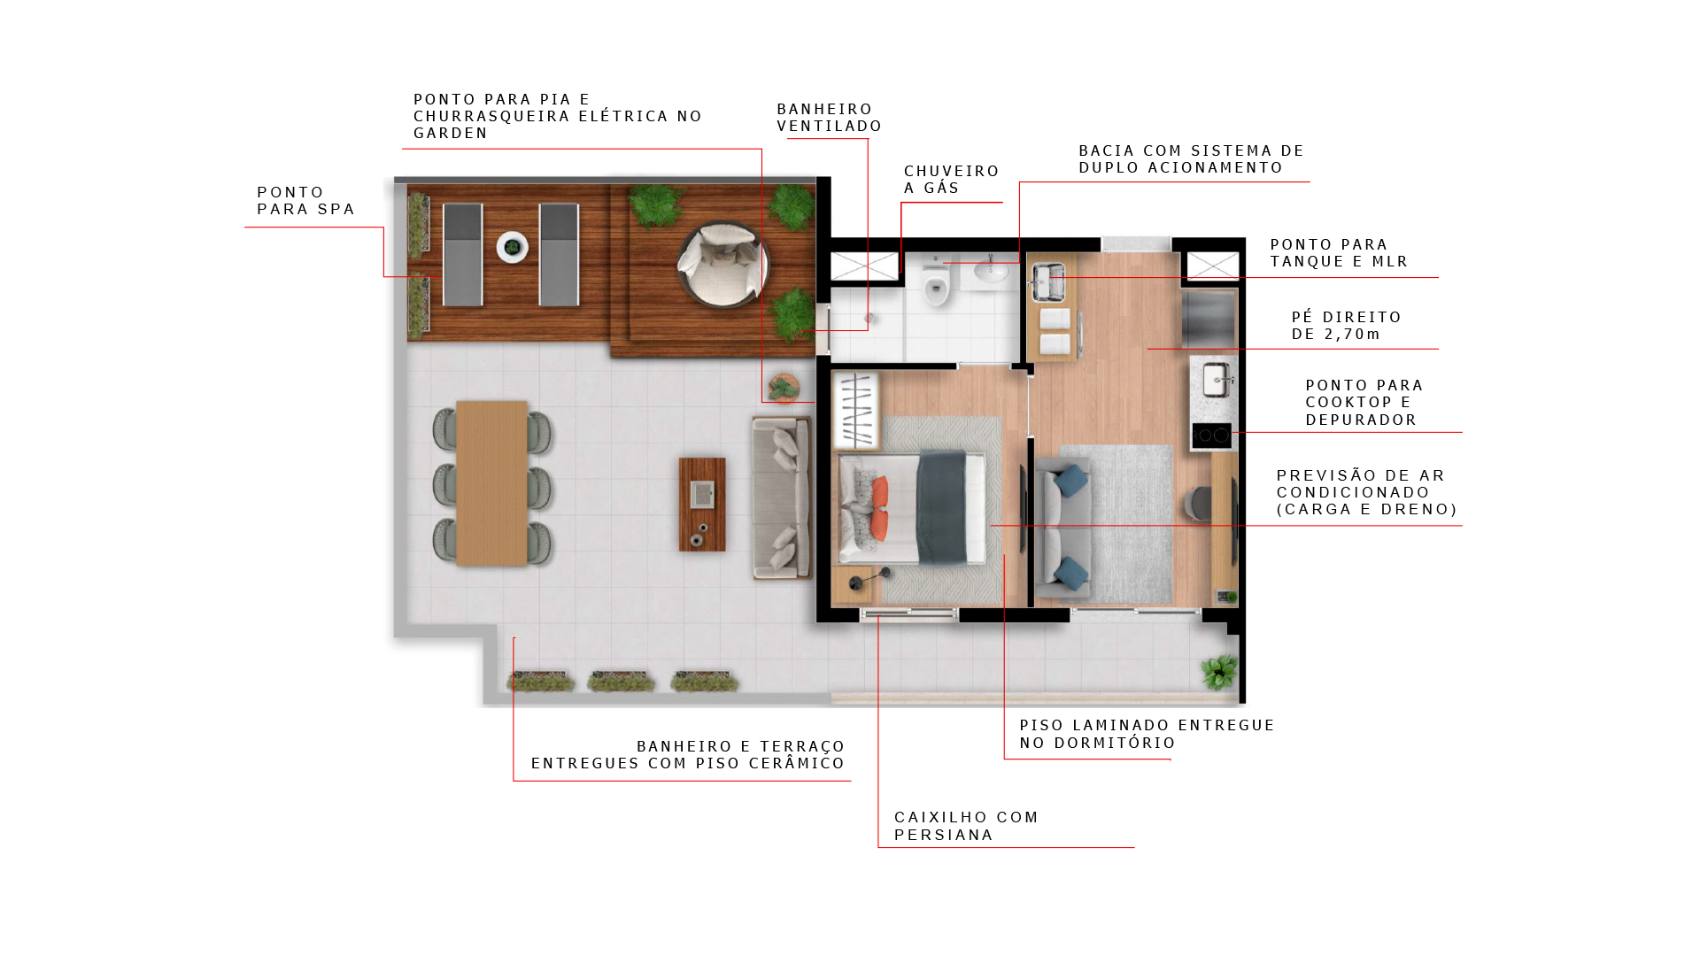 PONTO PARA PIA E
CHURRASQUEIRA ELÉTRICA NO
GARDEN
BANHEIRO
VENTILADO
CHUVEIRO
A GÁS
BACIA COM SISTEMA DE
DUPLO ACIONAMENTO
PONTO
PARA SPA
PONTO PARA
TANQUE E MLR
PÉ DIREITO
DE 2,70m
PONTO PARA
COOKTOP E
DEPURADOR
PREVISÃO DE AR
CONDICIONADO
(CARGA E DRENO)
PISO LAMINADO ENTREGUE
NO DORMITÓRIO
BANHEIRO E TERRAÇO
ENTREGUES COM PISO CERÂMICO
CAIXILHO COM
PERSIANA